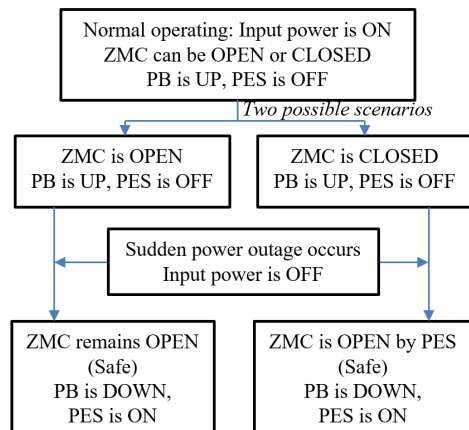 Normal operating: Input power is ON
ZMC can be OPEN or CLOSED
PB is UP, PES is OFF
Two possible scenarios
ZMC is OPEN
PB is UP, PES is OFF
ZMC is CLOSED
PB is UP, PES is OFF
Sudden power outage occurs
Input power is OFF
ZMC remains OPEN
(Safe)
PB is DOWN,
PES is ON
ZMC is OPEN by PES
(Safe)
PB is DOWN,
PES is ON